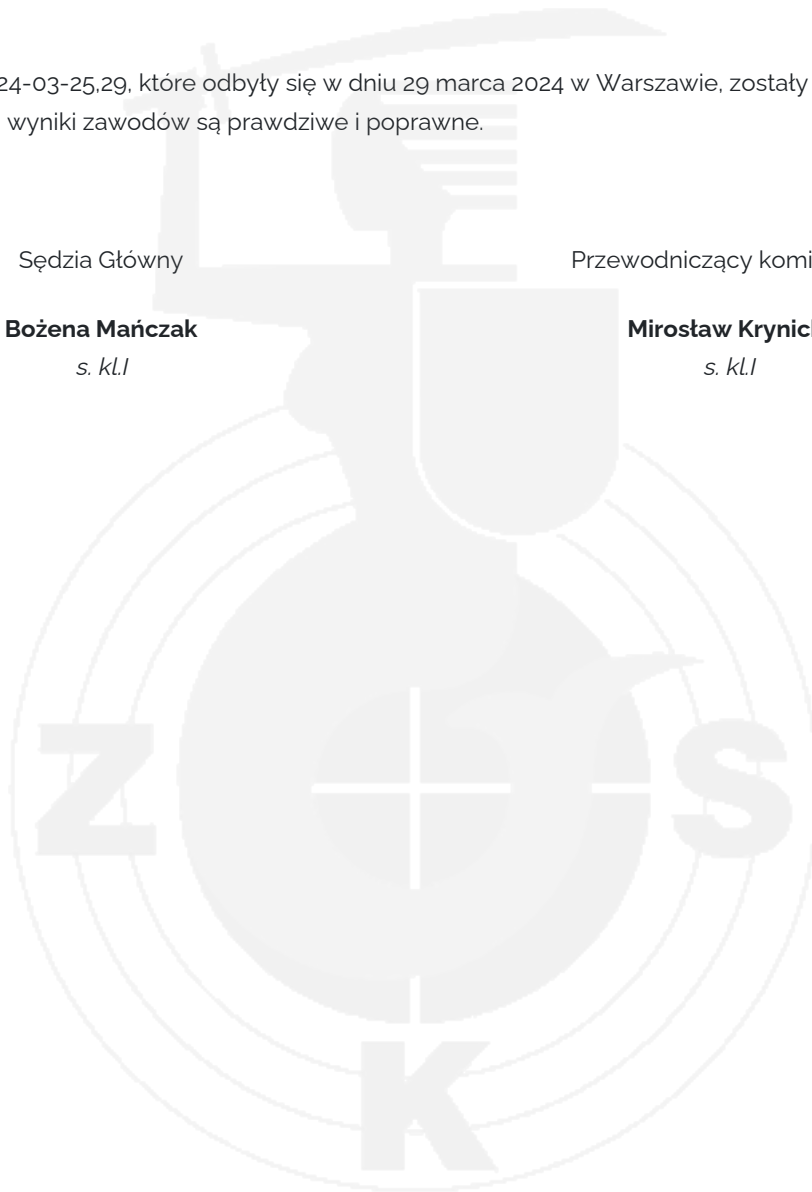 24-03-25,29, które odbyły się w dniu 29 marca 2024 w Warszawie, zostały
wyniki zawodów są prawdziwe i poprawne.
Sędzia Główny
Przewodniczący komi
Bożena Mańczak
Mirosław Krynic
s. kl.I
s. kl.I
Z
S
K